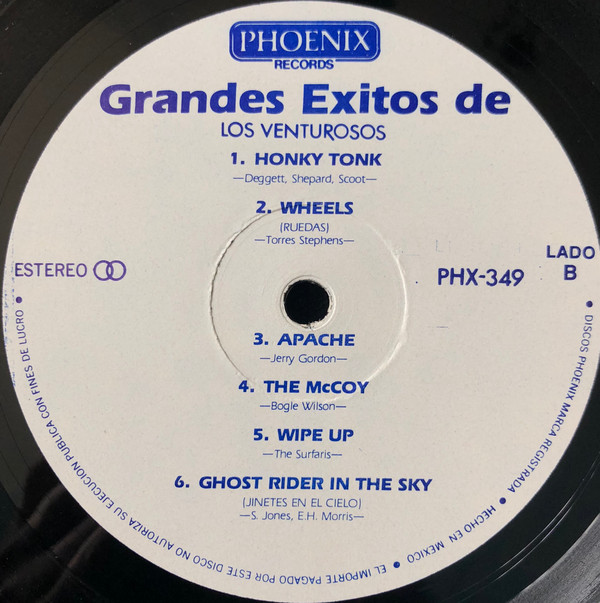 PHOENIX
RECORDS
Grandes Exitos de
LOS VENTUROSOS
1. HONKY TONK
—Deggett, Shepard, Scoot—
2. WHEELS
(RUEDAS)
—Torres Stephens—
ESTEREO
PHX-349
LADO
B
3. APACHE
—Jerry Gordon—
4. THE McCOY
—Bogle Wilson—
5. WIPE UP
—The Surfaris—
6. GHOST RIDER IN THE SKY
(JINETES EN EL CIELO)
—S. Jones, E.H. Morris—
• DISCOS PHOENIX MARCA REGISTRADA • HECHO EN MEXICO • EL IMPORTE PAGADO POR ESTE DISCO NO AUTORIZA SU EJECUCION PUBLICA CON FINES DE LUCRO •